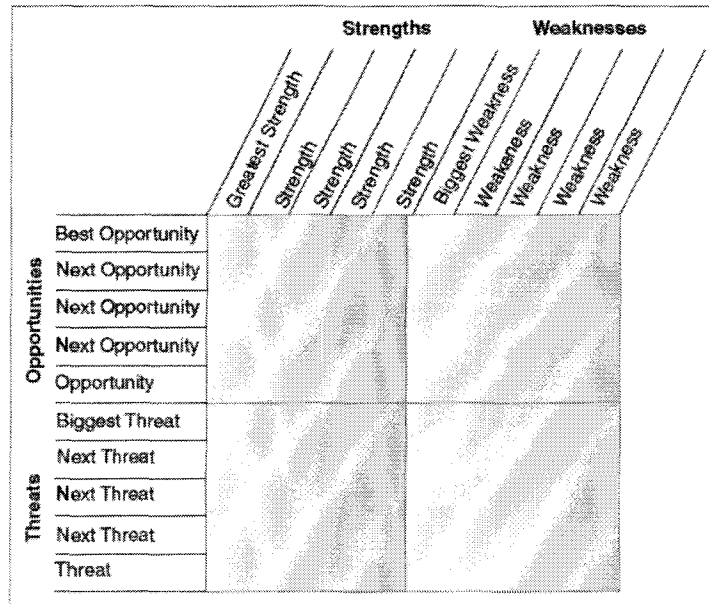 Strengths
Weaknesses
Greatest Strength
Strength
Strength
Strength
Strength
Biggest Weakness
Weakeness
Weakness
Weakness
Weakness
Opportunities
Best Opportunity
Next Opportunity
Next Opportunity
Next Opportunity
Opportunity
Threats
Biggest Threat
Next Threat
Next Threat
Next Threat
Threat